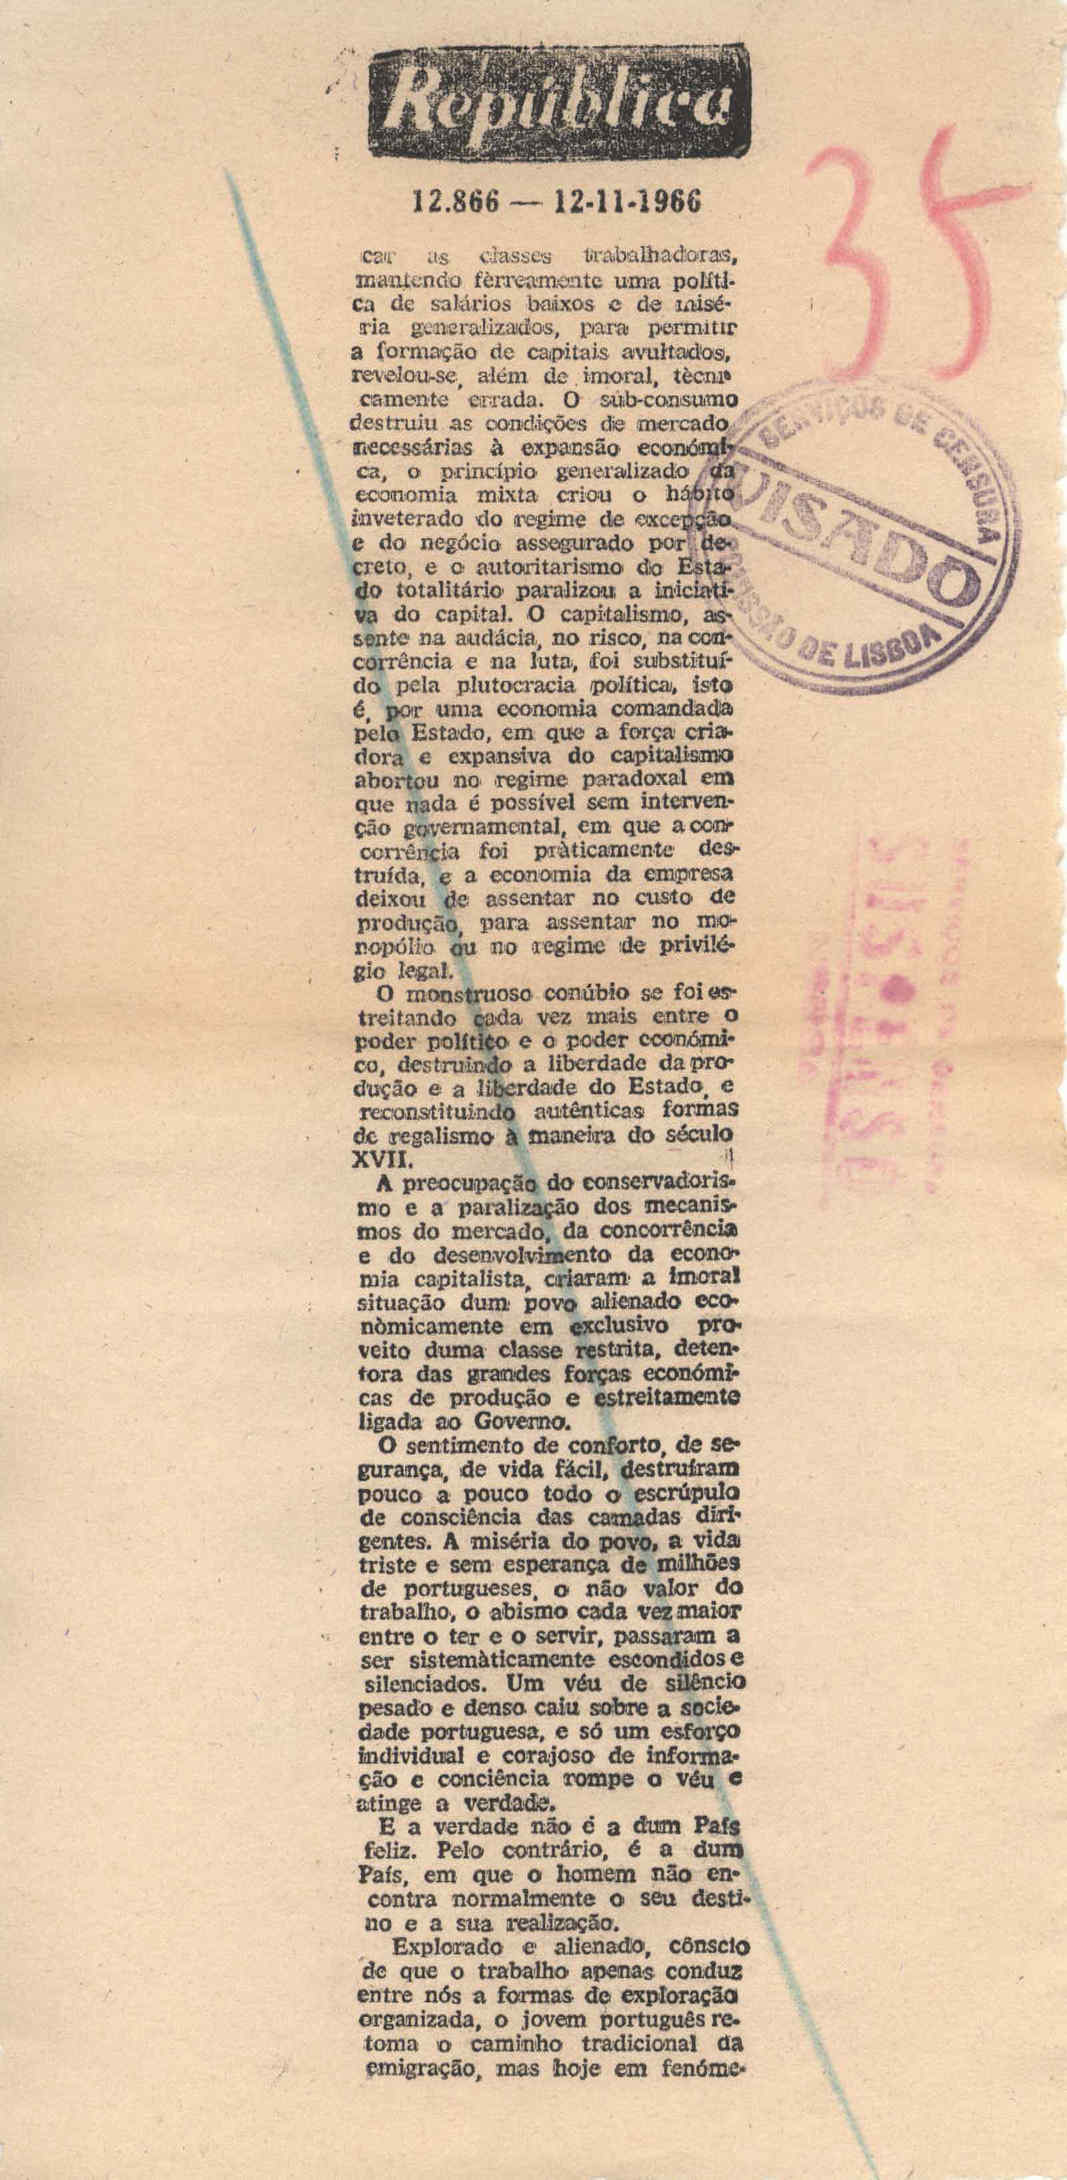 República
12.866 — 12-11-1966
35
car as classes trabalhadoras,
mantendo fèrreamente uma políti-
ca de salários baixos e de misé-
ria generalizados, para permitir
a formação de capitais avultados,
revelou-se, além de imoral, tècni-
camente errada. O sub-consumo
destruiu as condições de mercado
necessárias à expansão económi-
ca, o princípio generalizado da
economia mixta criou o hábito
inveterado do regime de excepção
e do negócio assegurado por de-
creto, e o autoritarismo do Esta-
do totalitário paralizou a iniciati-
va do capital. O capitalismo, as-
sente na audácia, no risco, na con-
corrência e na luta, foi substituí-
do pela plutocracia política, isto
é, por uma economia comandada
pelo Estado, em que a força cria-
dora e expansiva do capitalismo
abortou no regime paradoxal em
que nada é possível sem interven-
ção governamental, em que a con-
corrência foi pràticamente des-
truída, e a economia da empresa
deixou de assentar no custo de
produção, para assentar no mo-
nopólio ou no regime de privilé-
gio legal.
O monstruoso conúbio se foi es-
treitando cada vez mais entre o
poder político e o poder económi-
co, destruindo a liberdade da pro-
dução e a liberdade do Estado, e
reconstituindo autênticas formas
de regalismo à maneira do século
XVII.
A preocupação do conservadoris-
mo e a paralização dos mecanis-
mos do mercado, da concorrência
e do desenvolvimento da econo-
mia capitalista, criaram a imoral
situação dum povo alienado eco-
nòmicamente em exclusivo pro-
veito duma classe restrita, deten-
tora das grandes forças económi-
cas de produção e estreitamente
ligada ao Governo.
O sentimento de conforto, de se-
gurança, de vida fácil, destruíram
pouco a pouco todo o escrúpulo
de consciência das camadas diri-
gentes. A miséria do povo, a vida
triste e sem esperança de milhões
de portugueses, o não valor do
trabalho, o abismo cada vez maior
entre o ter e o servir, passaram a
ser sistemàticamente escondidos e
silenciados. Um véu de silêncio
pesado e denso caiu sobre a socie-
dade portuguesa, e só um esforço
individual e corajoso de informa-
ção e conciência rompe o véu e
atinge a verdade.
E a verdade não é a dum País
feliz. Pelo contrário, é a dum
País, em que o homem não en-
contra normalmente o seu desti-
no e a sua realização.
Explorado e alienado, cônscio
de que o trabalho apenas conduz
entre nós a formas de exploração
organizada, o jovem português re-
toma o caminho tradicional da
emigração, mas hoje em fenóme-
SERVIÇOS DE CENSURA
VISADO
COMISSÃO DE LISBOA